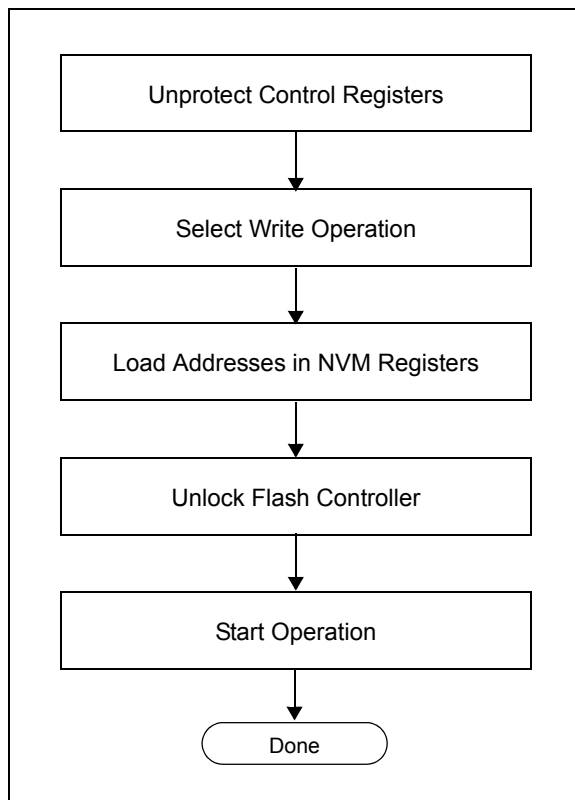 Unprotect Control Registers
Select Write Operation
Load Addresses in NVM Registers
Unlock Flash Controller
Start Operation
Done